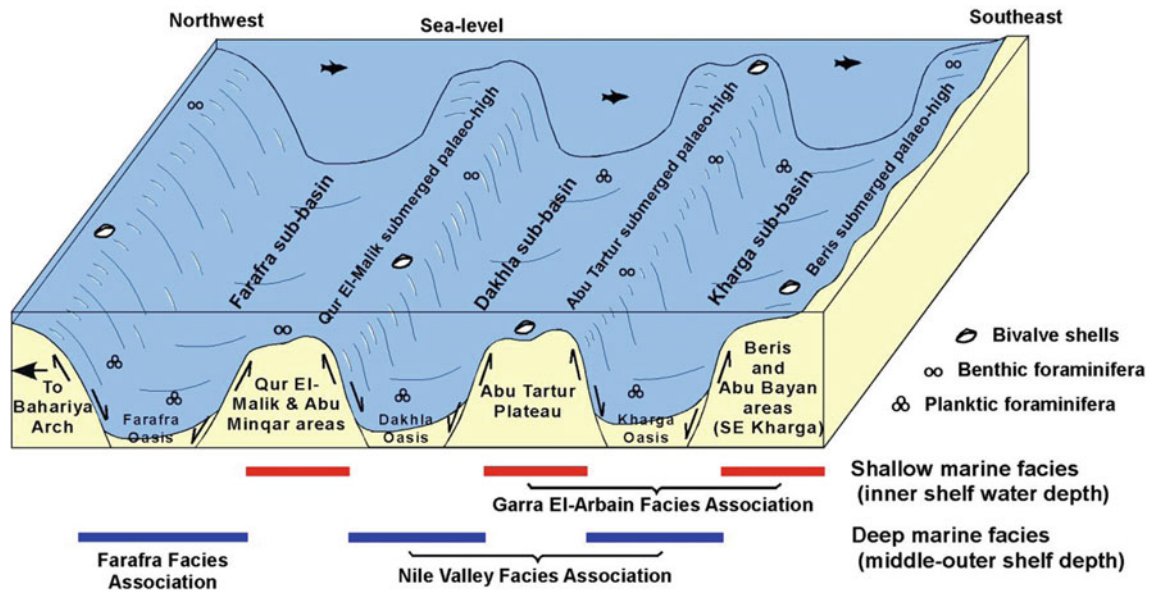 Northwest
Sea-level
Southeast
Farafra sub-basin
Qur El-Malik submerged palaeo-high
Dakhla sub-basin
Abu Tartur submerged palaeo-high
Kharga sub-basin
Beris submerged palaeo-high
Bivalve shells
Benthic foraminifera
Planktic foraminifera
To
Bahariya
Arch
Farafra
Oasis
Qur El-
Malik & Abu
Minqar areas
Dakhla
Oasis
Abu Tartur
Plateau
Kharga
Oasis
Beris
and
Abu Bayan
areas
(SE Kharga)
Shallow marine facies
(inner shelf water depth)
Garra El-Arbain Facies Association
Deep marine facies
(middle-outer shelf depth)
Farafra Facies
Association
Nile Valley Facies Association